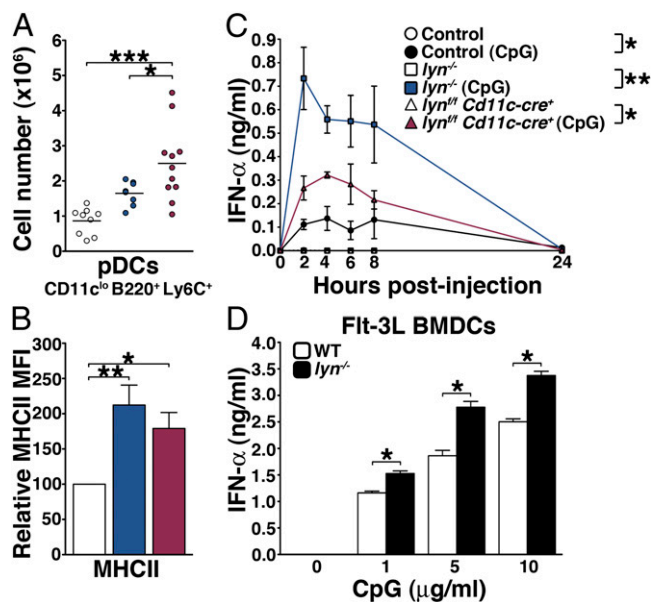 A
Cell number (x10⁶)
6
5
4
3
2
1
0
***
*
pDCs
CD11cˡᵒ B220⁺ Ly6C⁺
B
Relative MHCII MFI
300
250
200
150
100
50
0
**
*
MHCII
C
IFN-α (ng/ml)
0.9
0.8
0.7
0.6
0.5
0.4
0.3
0.2
0.1
0.0
Control
Control (CpG)
lyn⁻/⁻
lyn⁻/⁻ (CpG)
lynᶠ/ᶠ Cd11c-cre⁺
lynᶠ/ᶠ Cd11c-cre⁺ (CpG)
*
**
*
0 2 4 6 8 24
Hours post-injection
D
Flt-3L BMDCs
WT
lyn⁻/⁻
IFN-α (ng/ml)
4.0
3.5
3.0
2.5
2.0
1.5
1.0
0.5
0.0
*
*
*
0 1 5 10
CpG (μg/ml)